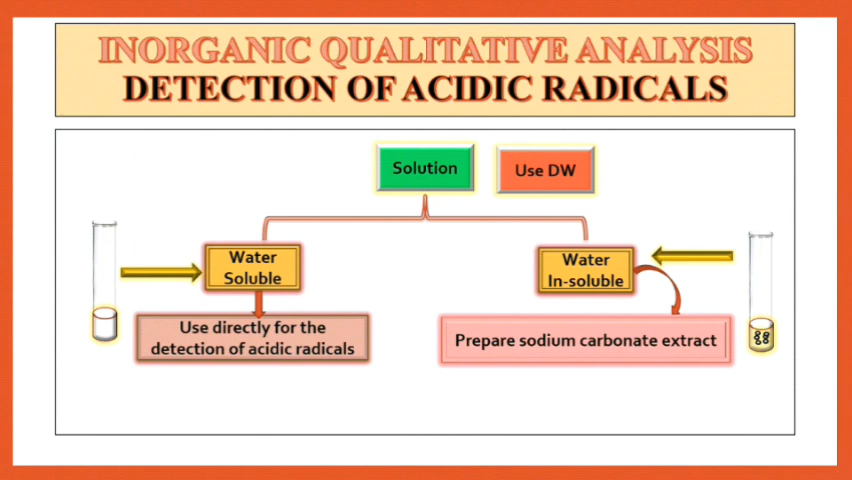 INORGANIC QUALITATIVE ANALYSIS
DETECTION OF ACIDIC RADICALS
Solution
Use DW
Water
Soluble
Water
In-soluble
Use directly for the
detection of acidic radicals
Prepare sodium carbonate extract